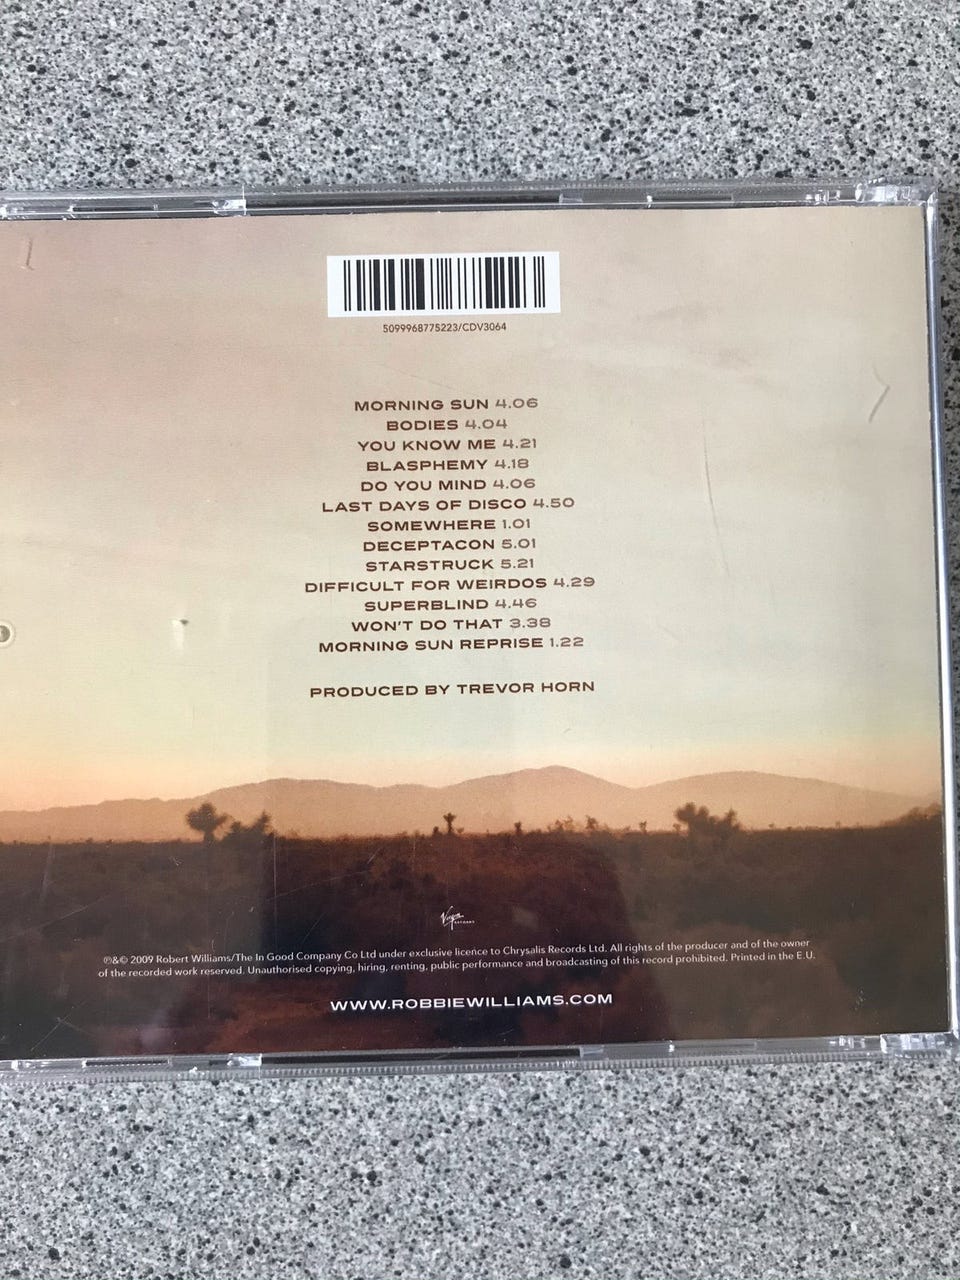 5099968775223/CDV3064
MORNING SUN 4.06
BODIES 4.04
YOU KNOW ME 4.21
BLASPHEMY 4.18
DO YOU MIND 4.06
LAST DAYS OF DISCO 4.50
SOMEWHERE 1.01
DECEPTACON 5.01
STARSTRUCK 5.21
DIFFICULT FOR WEIRDOS 4.29
SUPERBLIND 4.46
WON'T DO THAT 3.38
MORNING SUN REPRISE 1.22
PRODUCED BY TREVOR HORN
Virgin
RECORDS
℗&© 2009 Robert Williams/The In Good Company Co Ltd under exclusive licence to Chrysalis Records Ltd. All rights of the producer and of the owner
of the recorded work reserved. Unauthorised copying, hiring, renting, public performance and broadcasting of this record prohibited. Printed in the E.U.
WWW.ROBBIEWILLIAMS.COM